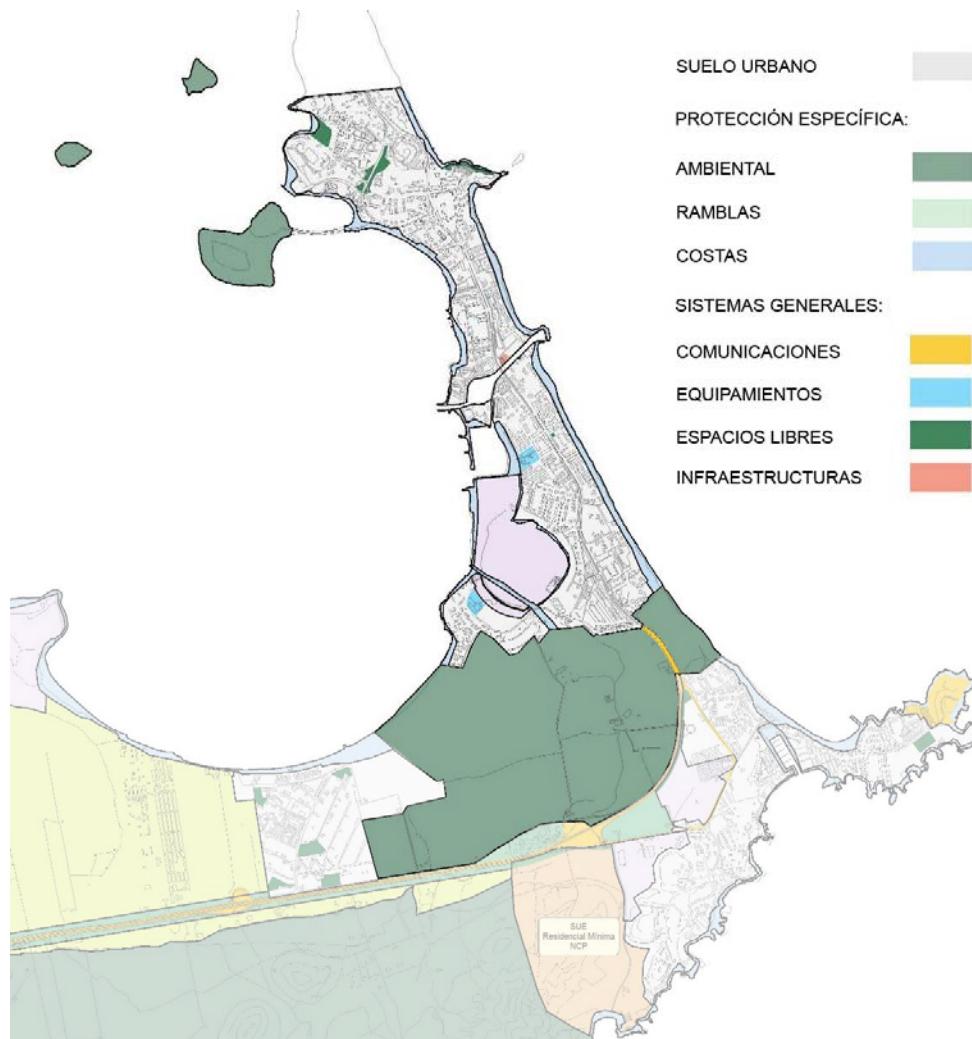 SUELO URBANO
PROTECCIÓN ESPECÍFICA:
AMBIENTAL
RAMBLAS
COSTAS
SISTEMAS GENERALES:
COMUNICACIONES
EQUIPAMIENTOS
ESPACIOS LIBRES
INFRAESTRUCTURAS
SUE
Residencial Mínima
NCP